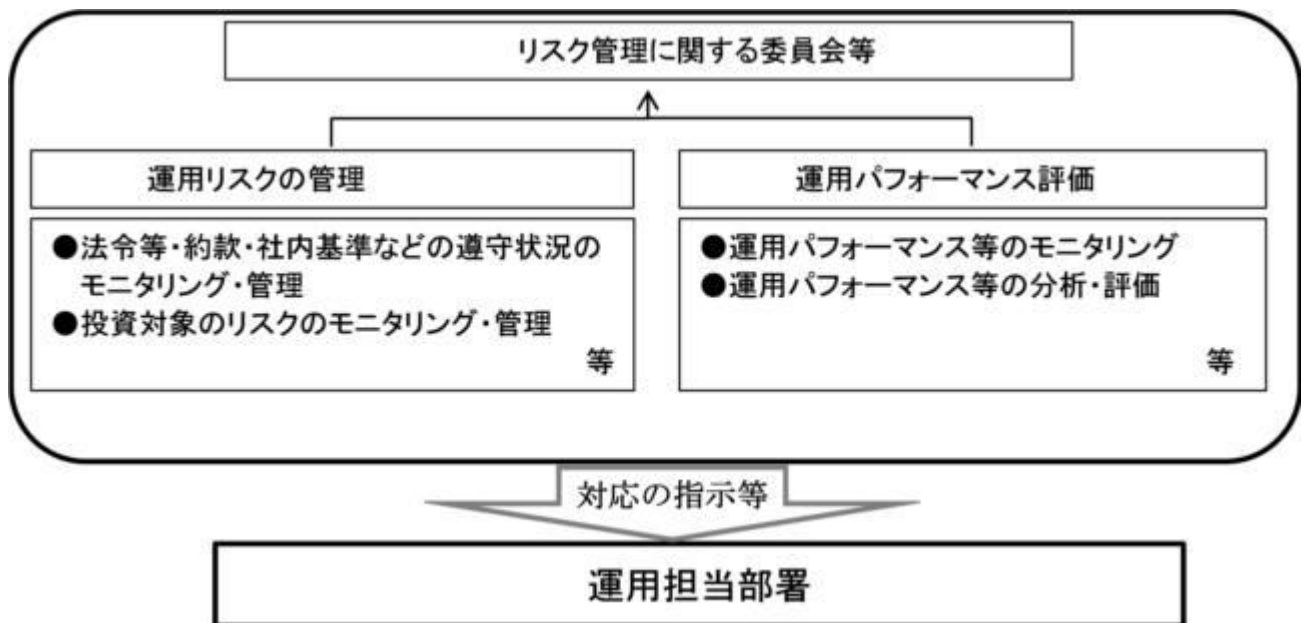 リスク管理に関する委員会等
運用リスクの管理
●法令等・約款・社内基準などの遵守状況の
モニタリング・管理
●投資対象のリスクのモニタリング・管理
等
運用パフォーマンス評価
●運用パフォーマンス等のモニタリング
●運用パフォーマンス等の分析・評価
等
対応の指示等
運用担当部署